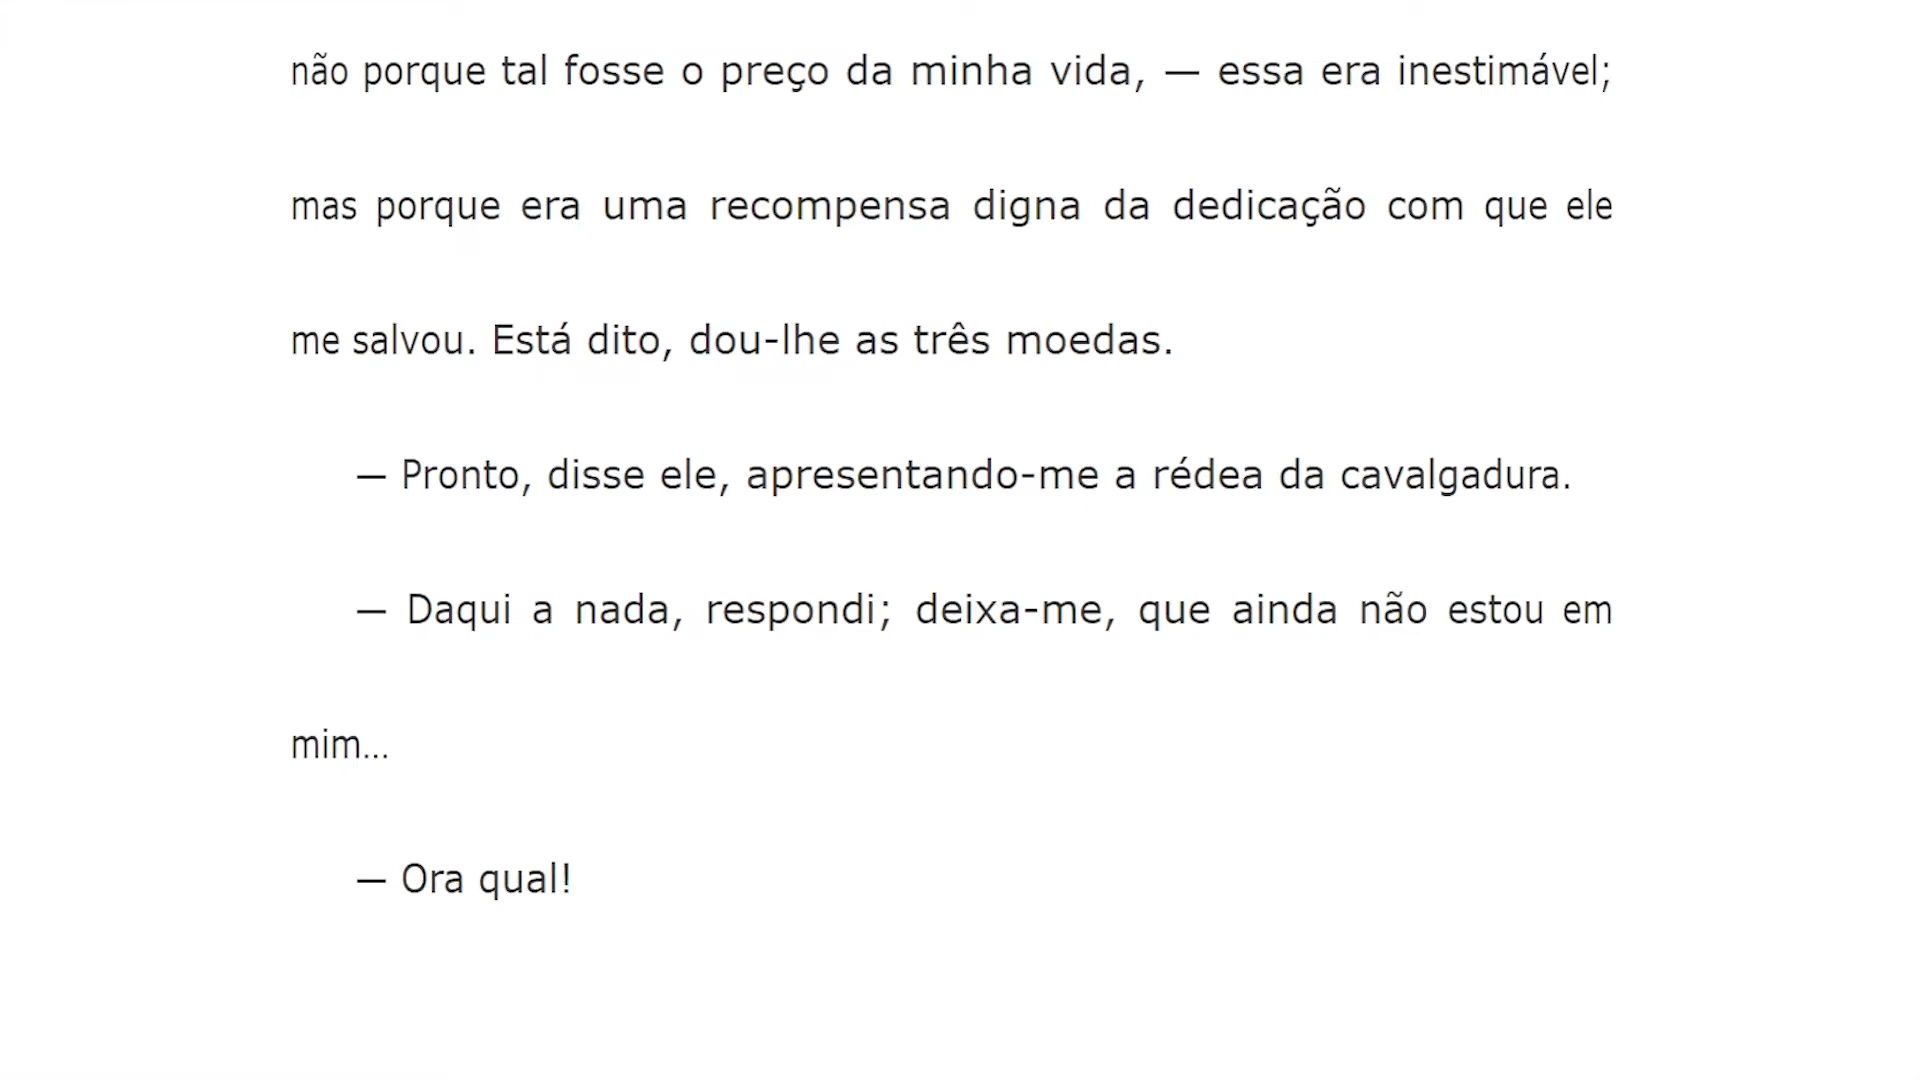 não porque tal fosse o preço da minha vida, — essa era inestimável;
mas porque era uma recompensa digna da dedicação com que ele
me salvou. Está dito, dou-lhe as três moedas.
— Pronto, disse ele, apresentando-me a rédea da cavalgadura.
— Daqui a nada, respondi; deixa-me, que ainda não estou em
mim...
— Ora qual!